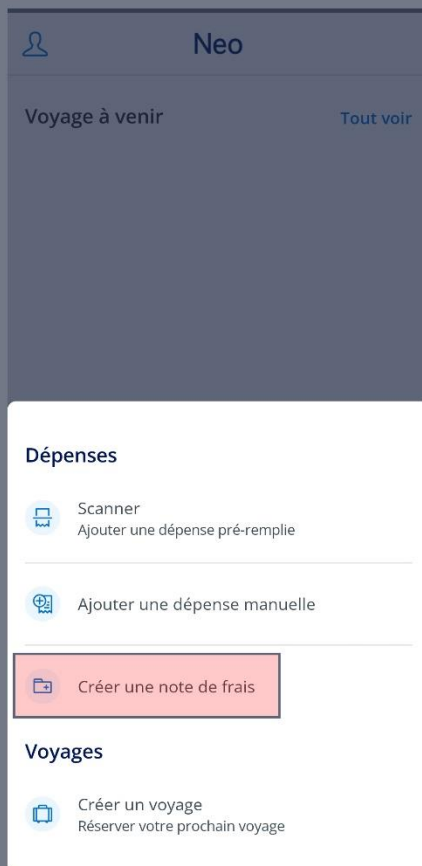 Neo
Voyage à venir
Tout voir
Dépenses
Scanner
Ajouter une dépense pré-remplie
Ajouter une dépense manuelle
Créer une note de frais
Voyages
Créer un voyage
Réserver votre prochain voyage